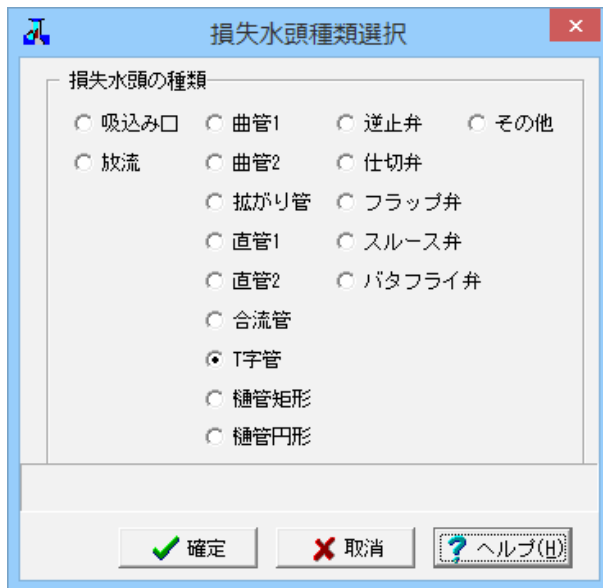 損失水頭種類選択
損失水頭の種類
吸込み口 曲管1 逆止弁 その他
放流 曲管2 仕切弁
拡がり管 フラップ弁
直管1 スルース弁
直管2 バタフライ弁
合流管
T字管
樋管矩形
樋管円形
確定 取消 ヘルプ(H)